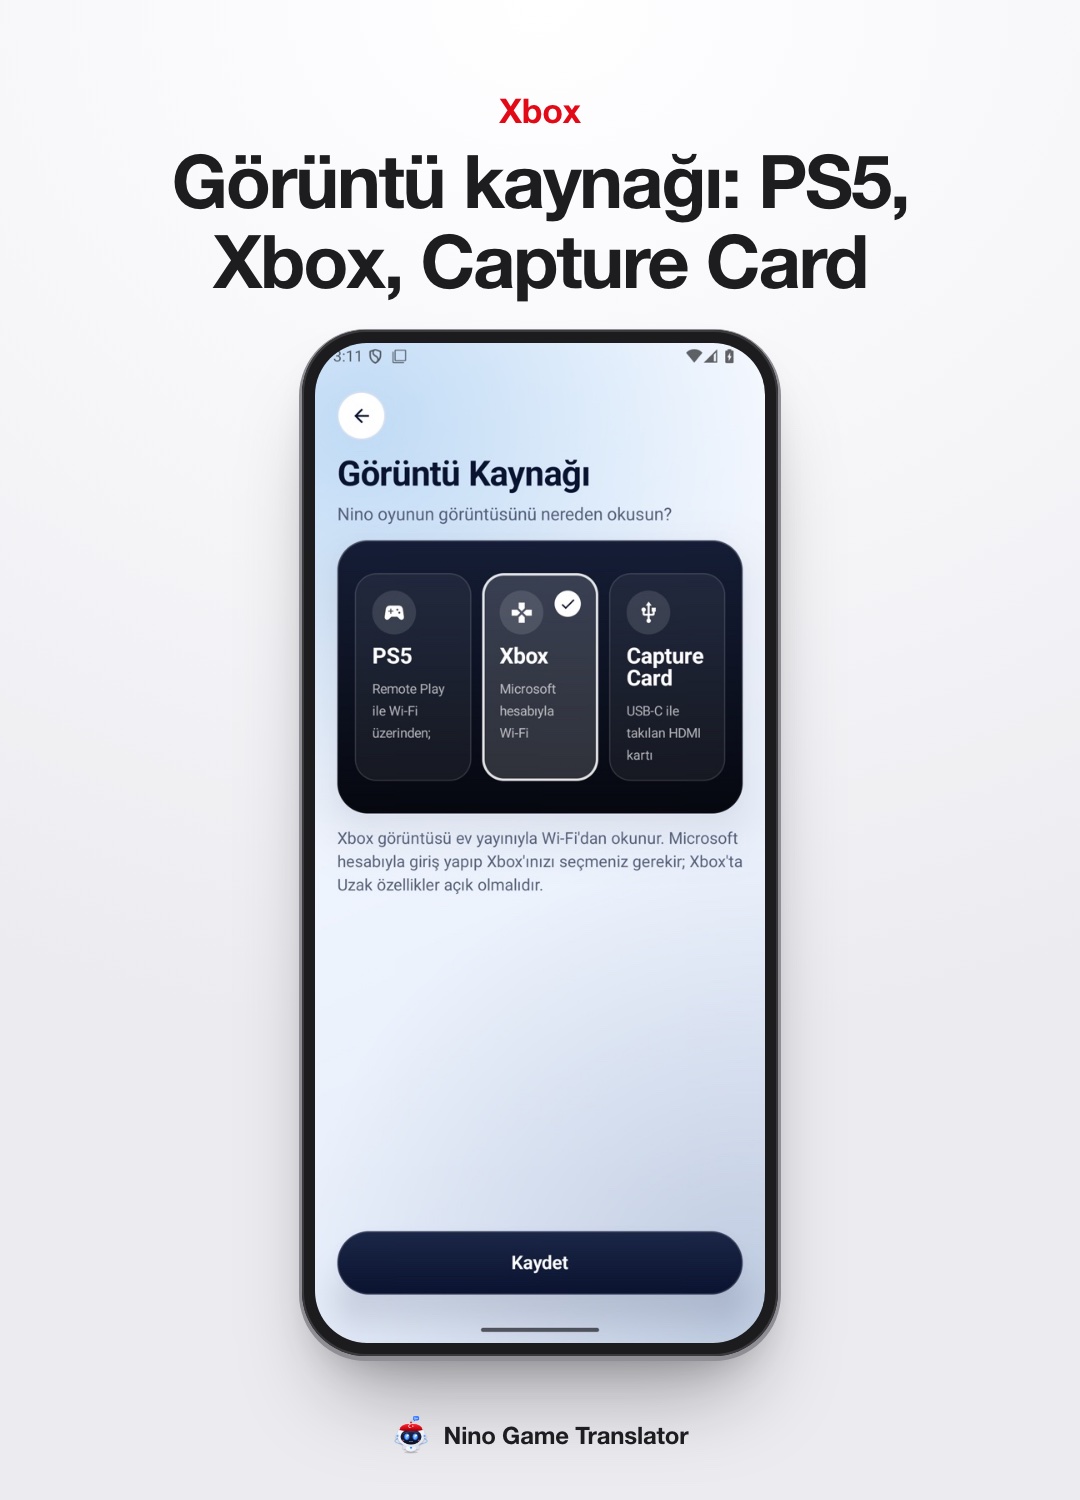 Xbox
Görüntü kaynağı: PS5,
Xbox, Capture Card
3:11
Görüntü Kaynağı
Nino oyunun görüntüsünü nereden okusun?
PS5
Remote Play
ile Wi-Fi
üzerinden;
Xbox
Microsoft
hesabıyla
Wi-Fi
Capture
Card
USB-C ile
takılan HDMI
kartı
Xbox görüntüsü ev yayınıyla Wi-Fi'dan okunur. Microsoft
hesabıyla giriş yapıp Xbox'ınızı seçmeniz gerekir; Xbox'ta
Uzak özellikler açık olmalıdır.
Kaydet
Nino Game Translator